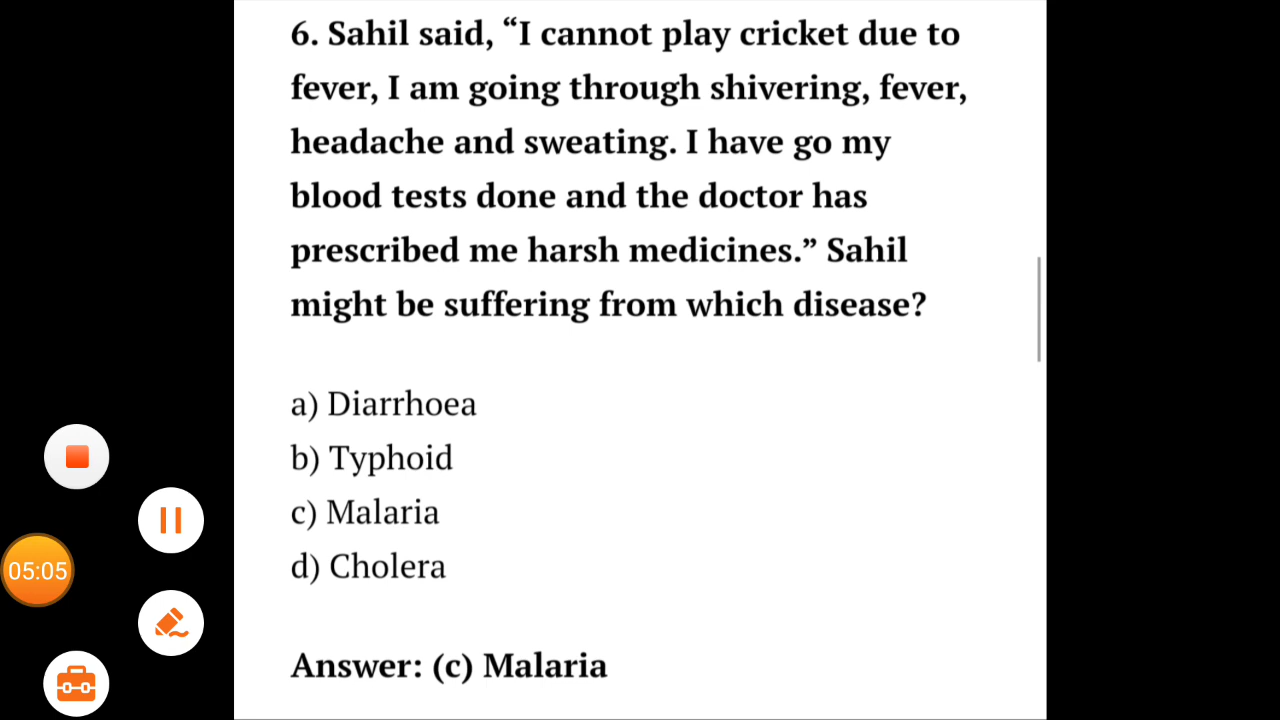 6. Sahil said, “I cannot play cricket due to
fever, I am going through shivering, fever,
headache and sweating. I have go my
blood tests done and the doctor has
prescribed me harsh medicines.” Sahil
might be suffering from which disease?
a) Diarrhoea
b) Typhoid
c) Malaria
d) Cholera
05:05
Answer: (c) Malaria